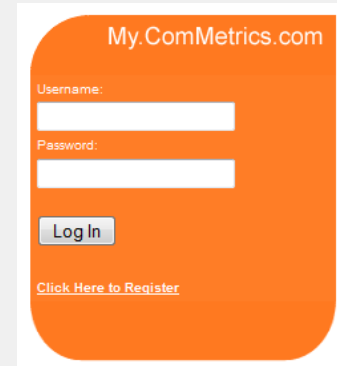 My.ComMetrics.com
Username:
Password:
Log In
Click Here to Register